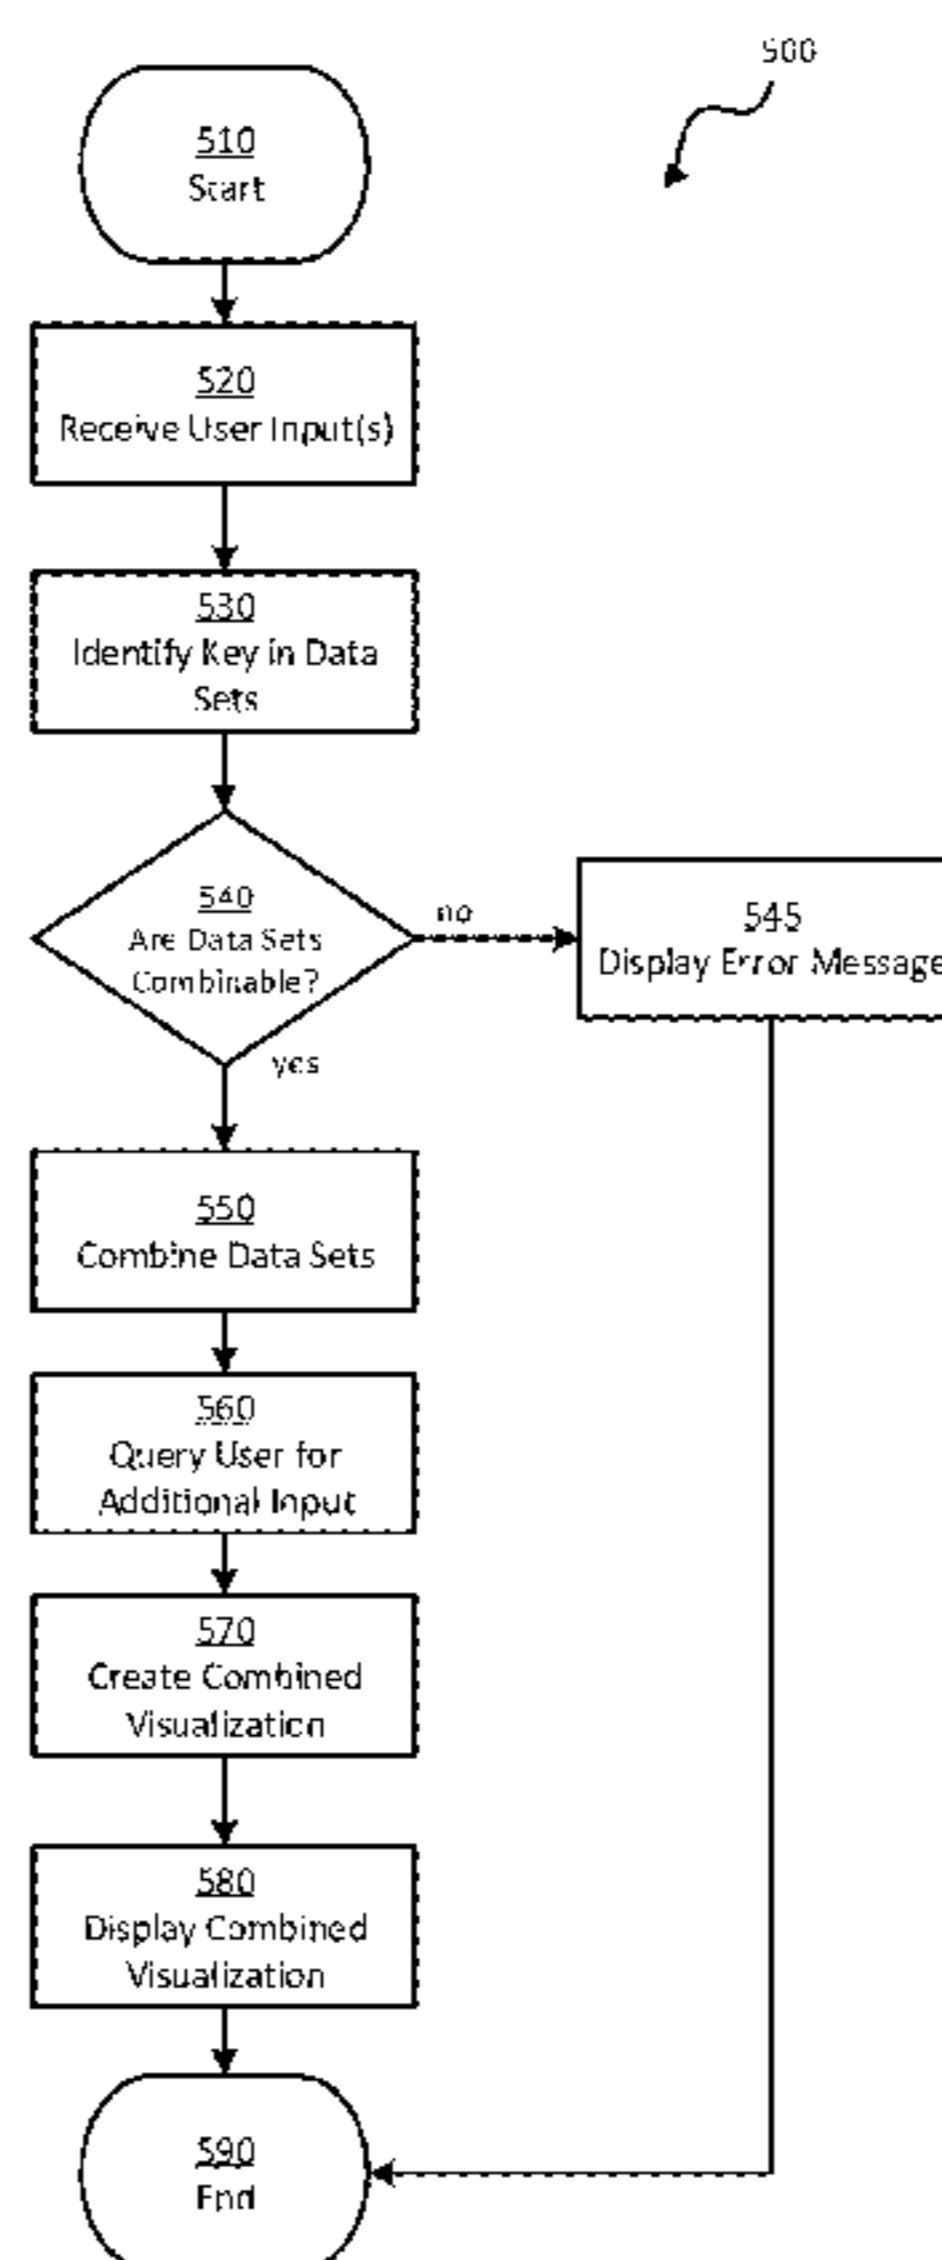 500
510
Start
520
Receive User Input(s)
530
Identify Key in Data
Sets
540
Are Data Sets
Combinable?
no
545
Display Error Message
yes
550
Combine Data Sets
560
Query User for
Additional Input
570
Create Combined
Visualization
580
Display Combined
Visualization
590
End